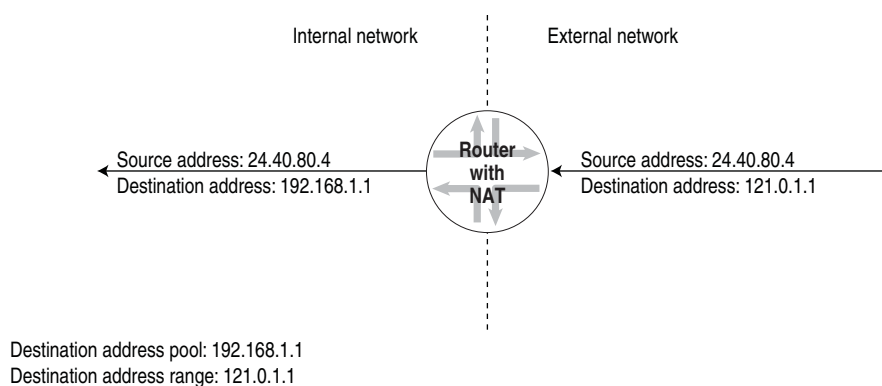 Internal network
External network
Source address: 24.40.80.4
Destination address: 192.168.1.1
Router
with
NAT
Source address: 24.40.80.4
Destination address: 121.0.1.1
Destination address pool: 192.168.1.1
Destination address range: 121.0.1.1